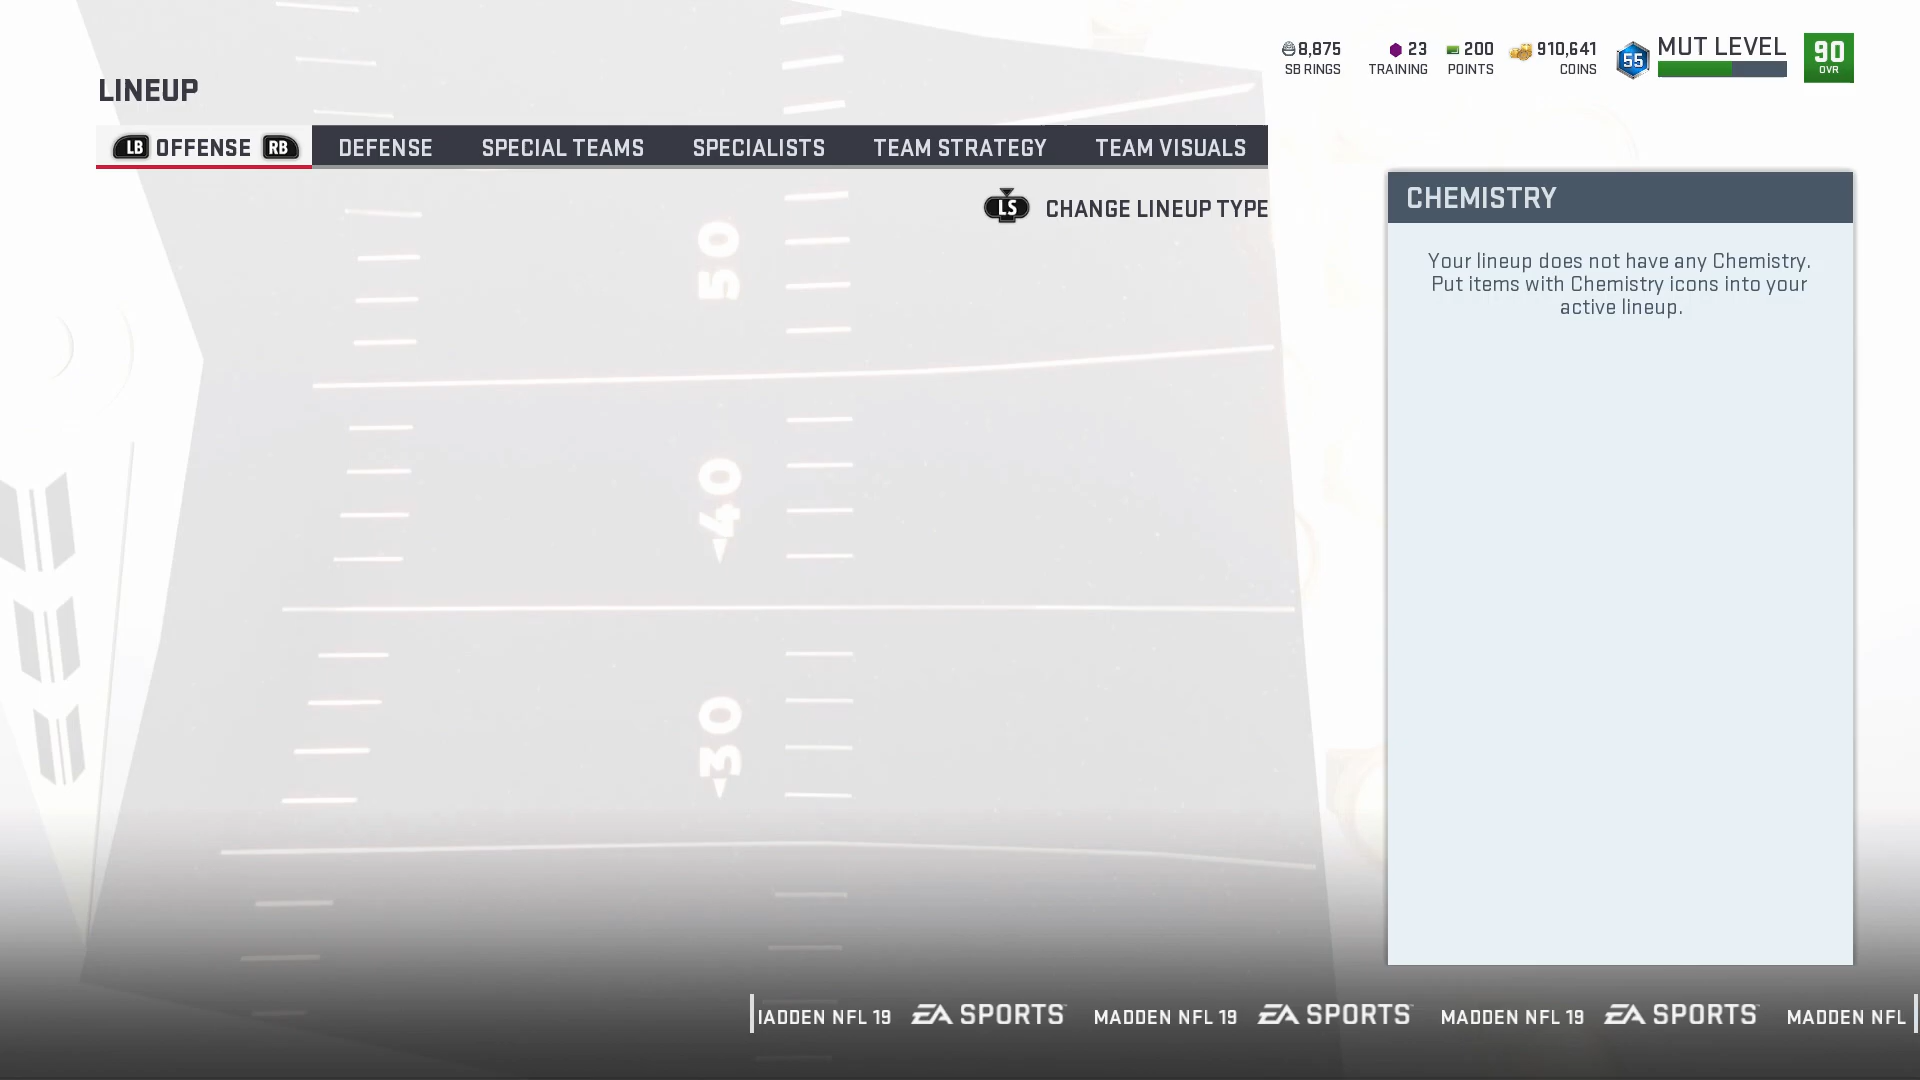 LINEUP
8,875
SB RINGS
23
TRAINING
200
POINTS
910,641
COINS
55
MUT LEVEL
90
OVR
LB OFFENSE RB
DEFENSE
SPECIAL TEAMS
SPECIALISTS
TEAM STRATEGY
TEAM VISUALS
LS CHANGE LINEUP TYPE
CHEMISTRY
Your lineup does not have any Chemistry.
Put items with Chemistry icons into your
active lineup.
50
40
30
IADDEN NFL 19 EA SPORTS™ MADDEN NFL 19 EA SPORTS™ MADDEN NFL 19 EA SPORTS™ MADDEN NFL